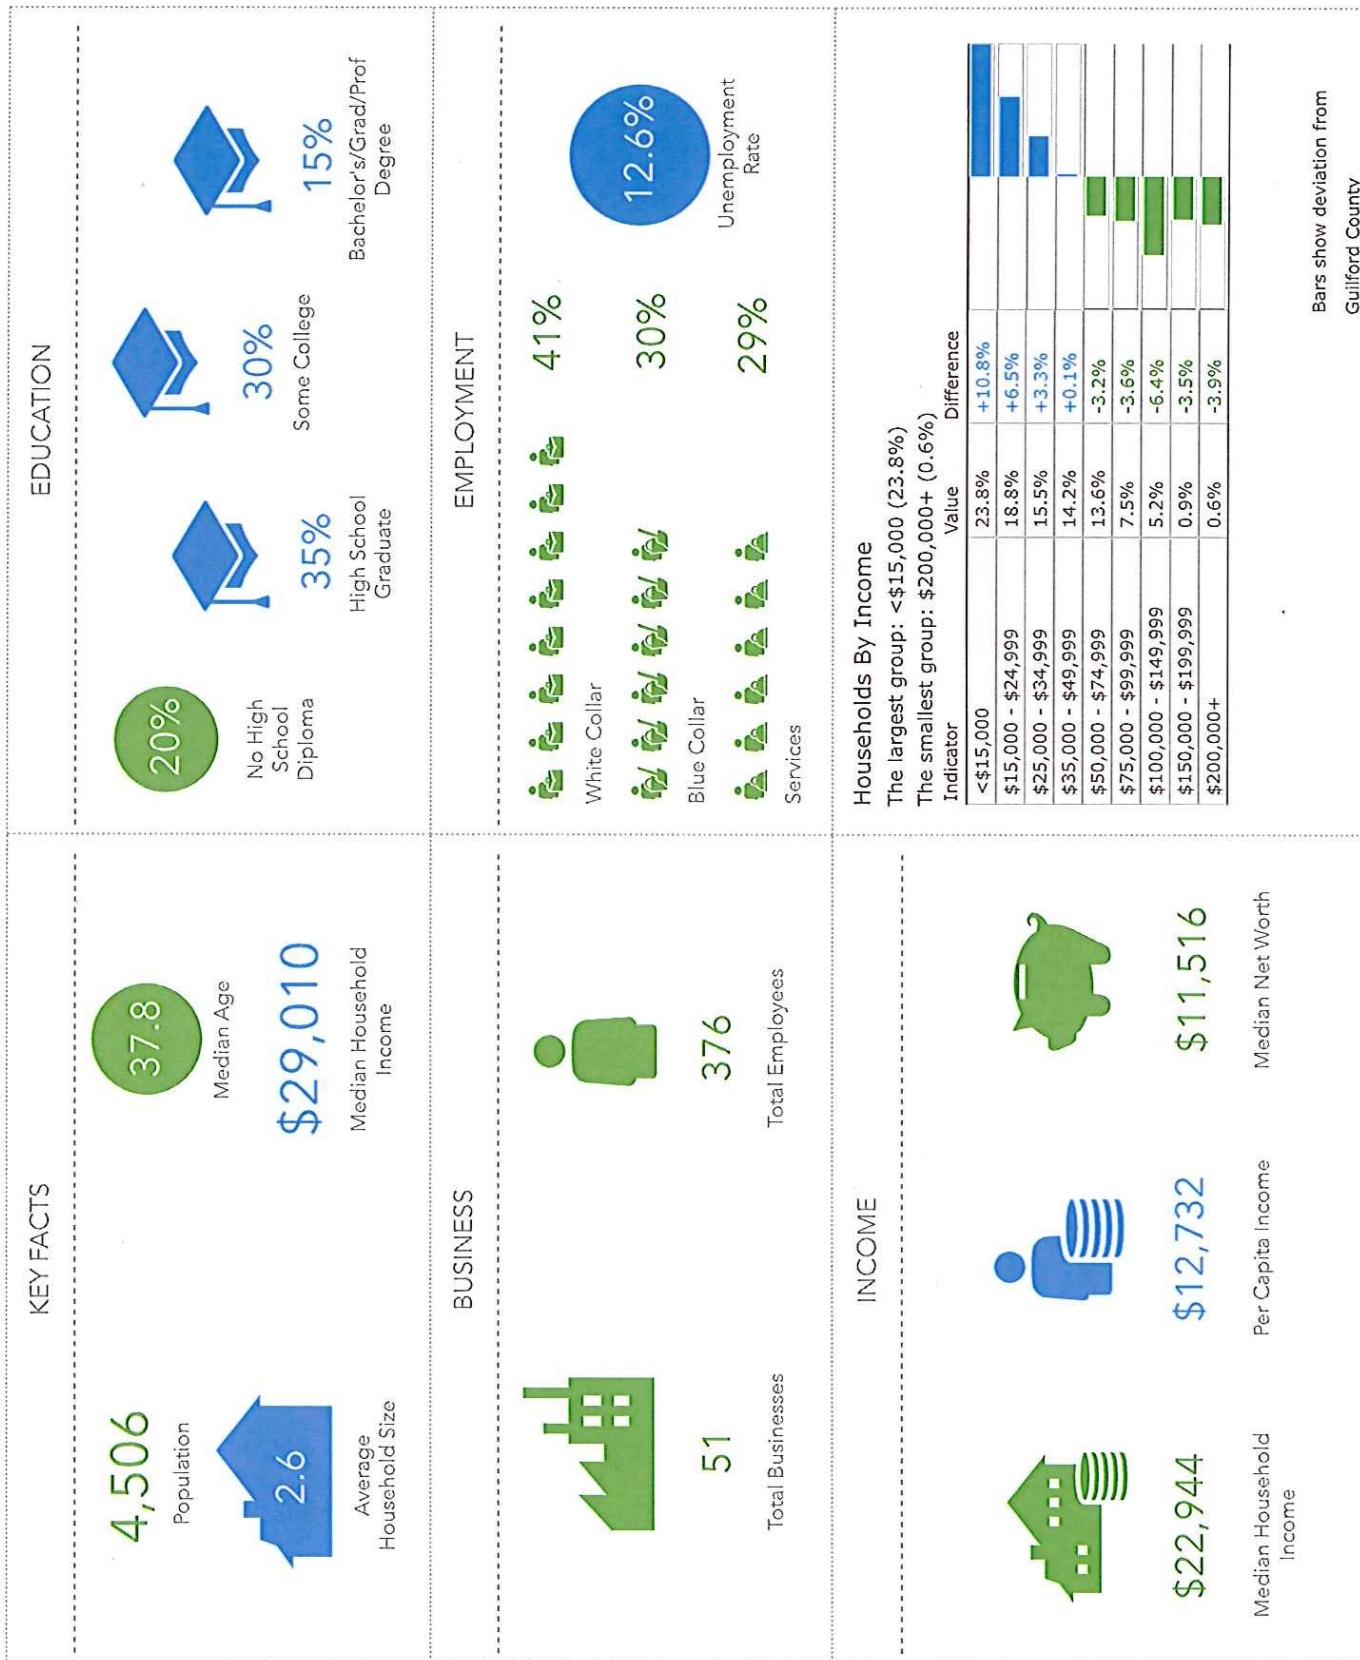 KEY FACTS
4,506
Population
37.8
Median Age
2.6
Average
Household Size
$29,010
Median Household
Income
EDUCATION
20%
No High
School
Diploma
35%
High School
Graduate
30%
Some College
15%
Bachelor's/Grad/Prof
Degree
BUSINESS
51
Total Businesses
376
Total Employees
EMPLOYMENT
White Collar
41%
Blue Collar
30%
Services
29%
12.6%
Unemployment
Rate
INCOME
$22,944
Median Household
Income
$12,732
Per Capita Income
$11,516
Median Net Worth
Households By Income
The largest group: <$15,000 (23.8%)
The smallest group: $200,000+ (0.6%)
Indicator Value Difference
<$15,000 23.8% +10.8%
$15,000 - $24,999 18.8% +6.5%
$25,000 - $34,999 15.5% +3.3%
$35,000 - $49,999 14.2% +0.1%
$50,000 - $74,999 13.6% -3.2%
$75,000 - $99,999 7.5% -3.6%
$100,000 - $149,999 5.2% -6.4%
$150,000 - $199,999 0.9% -3.5%
$200,000+ 0.6% -3.9%
Bars show deviation from
Guilford County